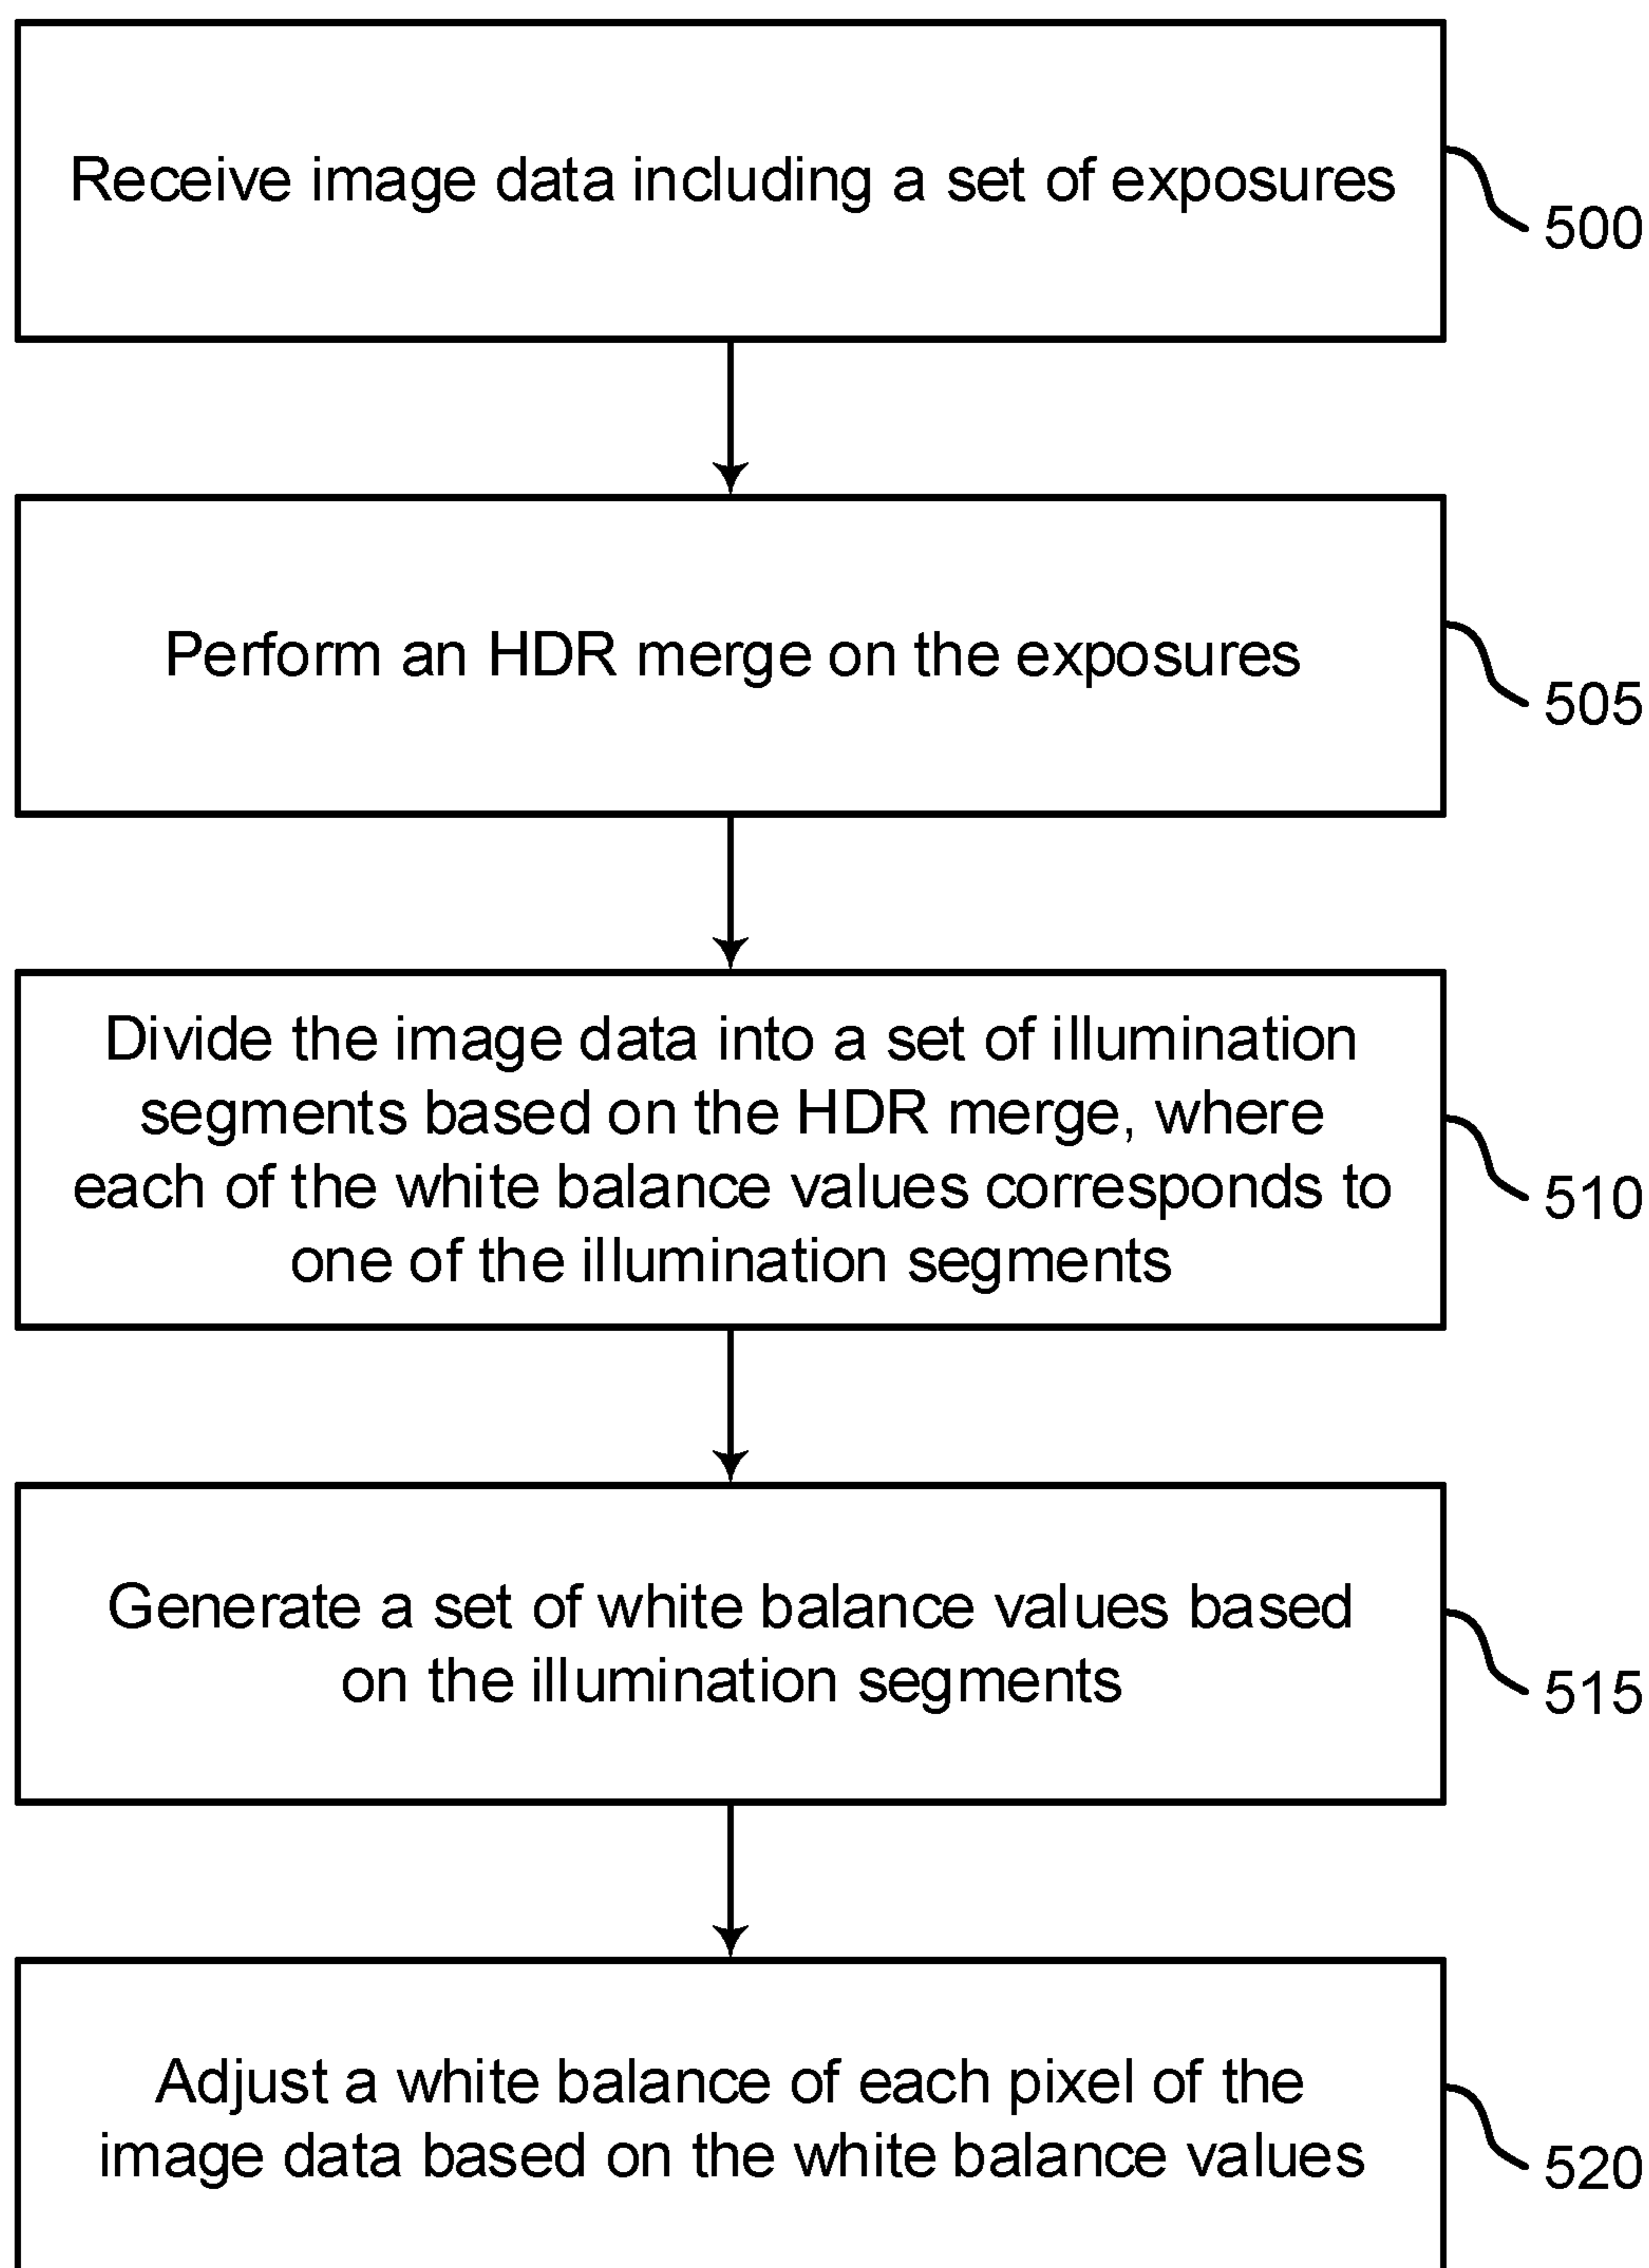 Receive image data including a set of exposures
500
Perform an HDR merge on the exposures
505
Divide the image data into a set of illumination
segments based on the HDR merge, where
each of the white balance values corresponds to
one of the illumination segments
510
Generate a set of white balance values based
on the illumination segments
515
Adjust a white balance of each pixel of the
image data based on the white balance values
520